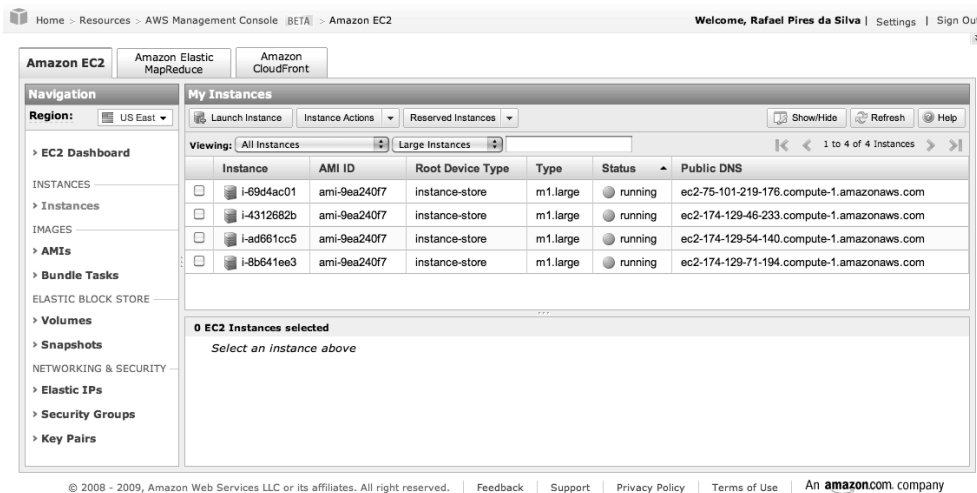 Home > Resources > AWS Management Console BETA > Amazon EC2
Welcome, Rafael Pires da Silva | Settings | Sign Out
Amazon EC2
Amazon Elastic MapReduce
Amazon CloudFront
Navigation
Region: US East
> EC2 Dashboard
INSTANCES
> Instances
IMAGES
> AMIs
> Bundle Tasks
ELASTIC BLOCK STORE
> Volumes
> Snapshots
NETWORKING & SECURITY
> Elastic IPs
> Security Groups
> Key Pairs
My Instances
Launch Instance Instance Actions Reserved Instances Show/Hide Refresh Help
Viewing: All Instances Large Instances 1 to 4 of 4 Instances
Instance AMI ID Root Device Type Type Status Public DNS
i-69d4ac01 ami-9ea240f7 instance-store m1.large running ec2-75-101-219-176.compute-1.amazonaws.com
i-4312682b ami-9ea240f7 instance-store m1.large running ec2-174-129-46-233.compute-1.amazonaws.com
i-ad661cc5 ami-9ea240f7 instance-store m1.large running ec2-174-129-54-140.compute-1.amazonaws.com
i-8b641ee3 ami-9ea240f7 instance-store m1.large running ec2-174-129-71-194.compute-1.amazonaws.com
0 EC2 Instances selected
Select an instance above
© 2008 - 2009, Amazon Web Services LLC or its affiliates. All right reserved. | Feedback | Support | Privacy Policy | Terms of Use | An amazon.com. company